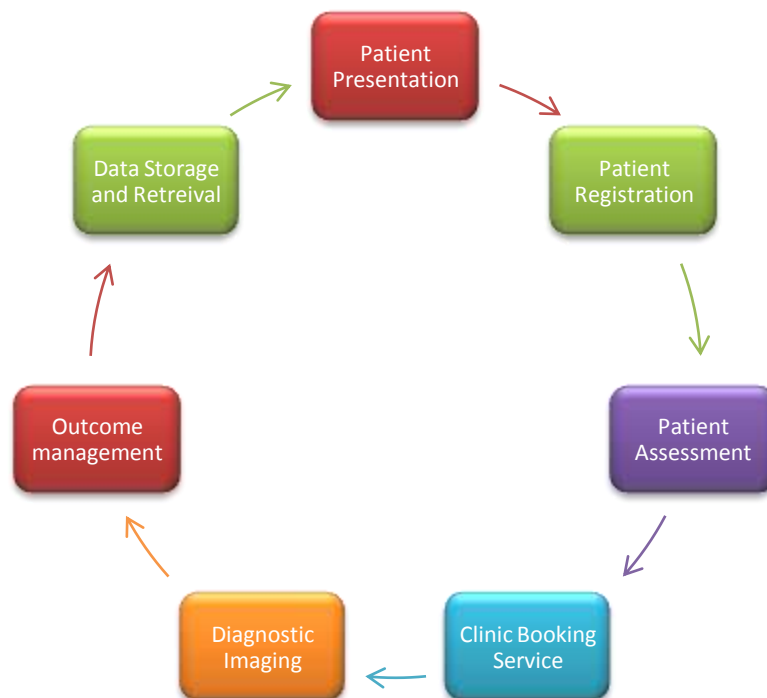 Patient
Presentation
Patient
Registration
Patient
Assessment
Clinic Booking
Service
Diagnostic
Imaging
Outcome
management
Data Storage
and Retreival